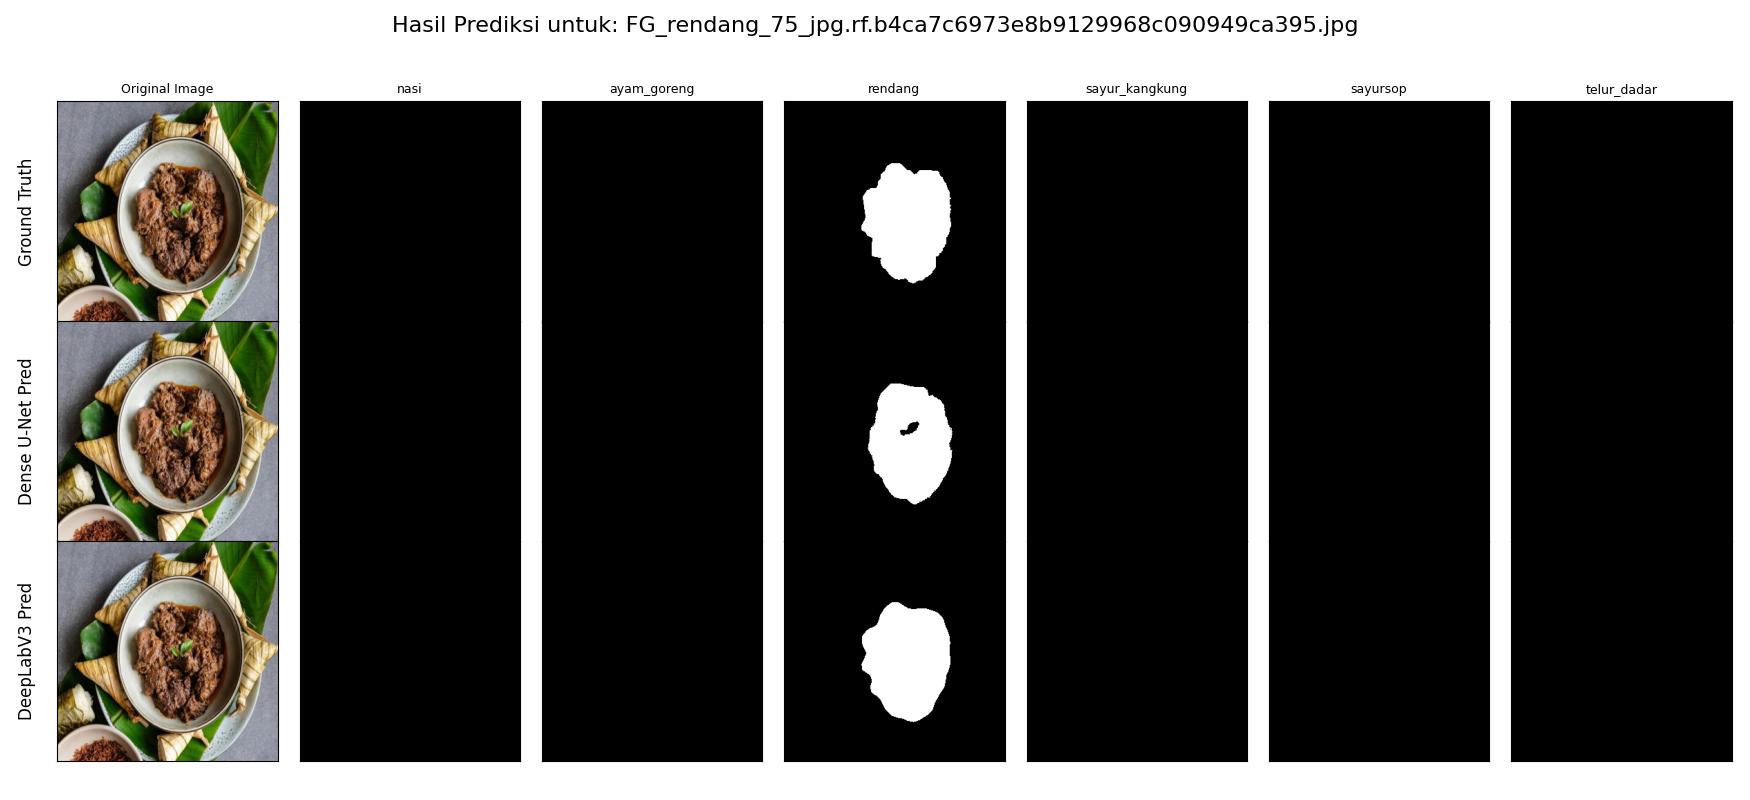 Hasil Prediksi untuk: FG_rendang_75_jpg.rf.b4ca7c6973e8b9129968c090949ca395.jpg
Original Image
nasi
ayam_goreng
rendang
sayur_kangkung
sayursop
telur_dadar
Ground Truth
Dense U-Net Pred
DeepLabV3 Pred